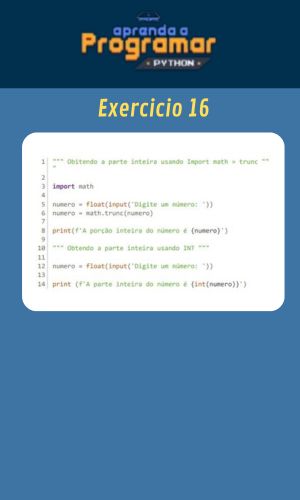 aprenda a
Programar
PYTHON
Exercicio 16
1 """ Obitendo a parte inteira usando Import math > trunc ""
"
2
3 import math
4
5 numero = float(input('Digite um número: '))
6 numero = math.trunc(numero)
7
8 print(f'A porção inteira do número é {numero}')
9
10 """ Obtendo a parte inteira usando INT """
11
12 numero = float(input('Digite um número: '))
13
14 print (f'A parte inteira do número é {int(numero)}')